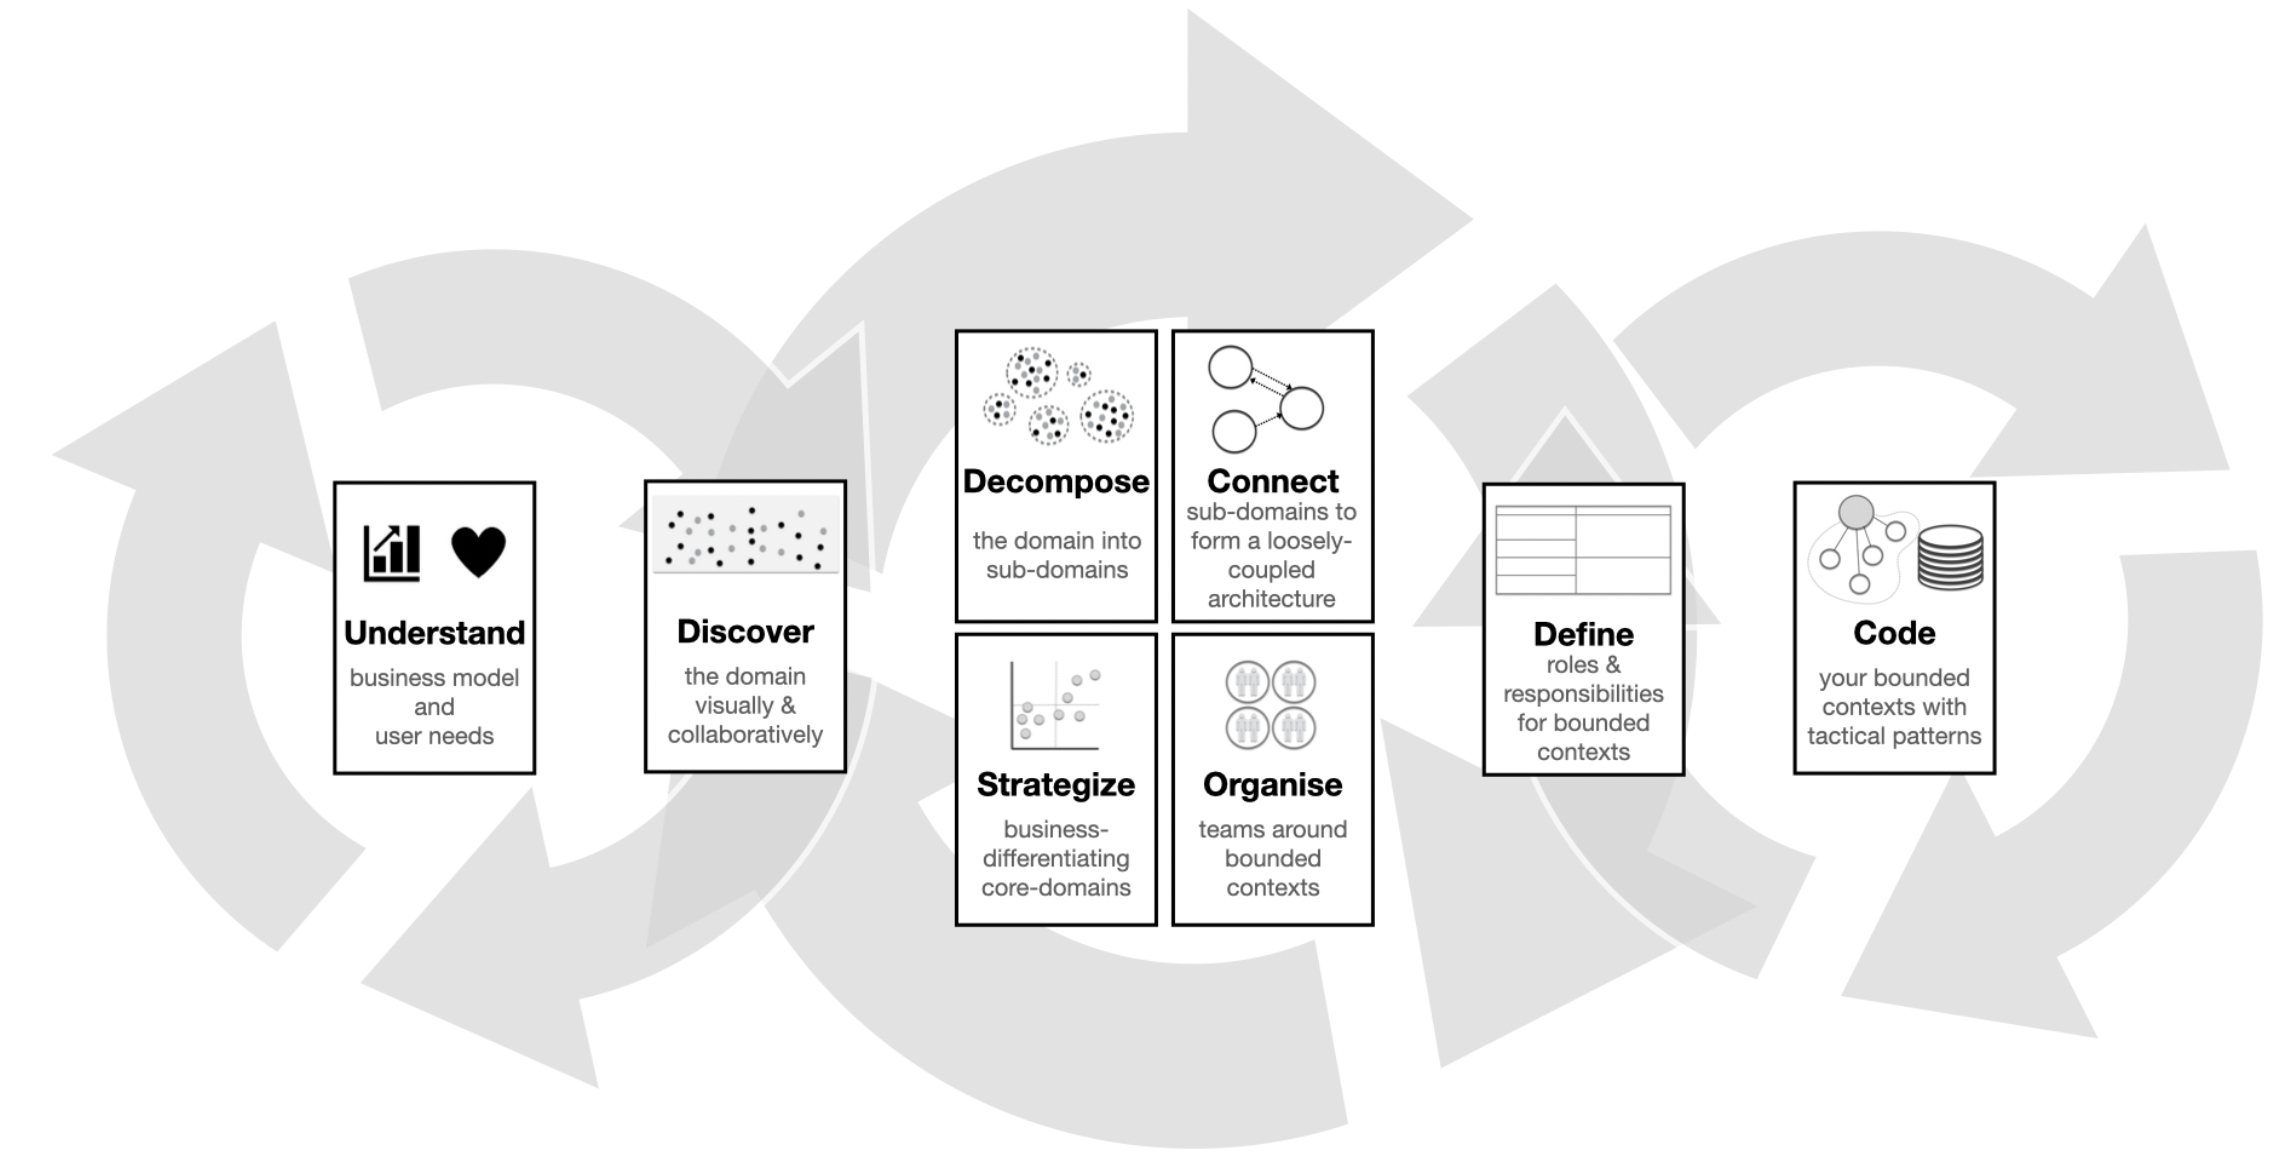 Understand
business model
and
user needs
Discover
the domain
visually &
collaboratively
Decompose
the domain into
sub-domains
Connect
sub-domains to
form a loosely-
coupled
architecture
Strategize
business-
differentiating
core-domains
Organise
teams around
bounded
contexts
Define
roles &
responsibilities
for bounded
contexts
Code
your bounded
contexts with
tactical patterns